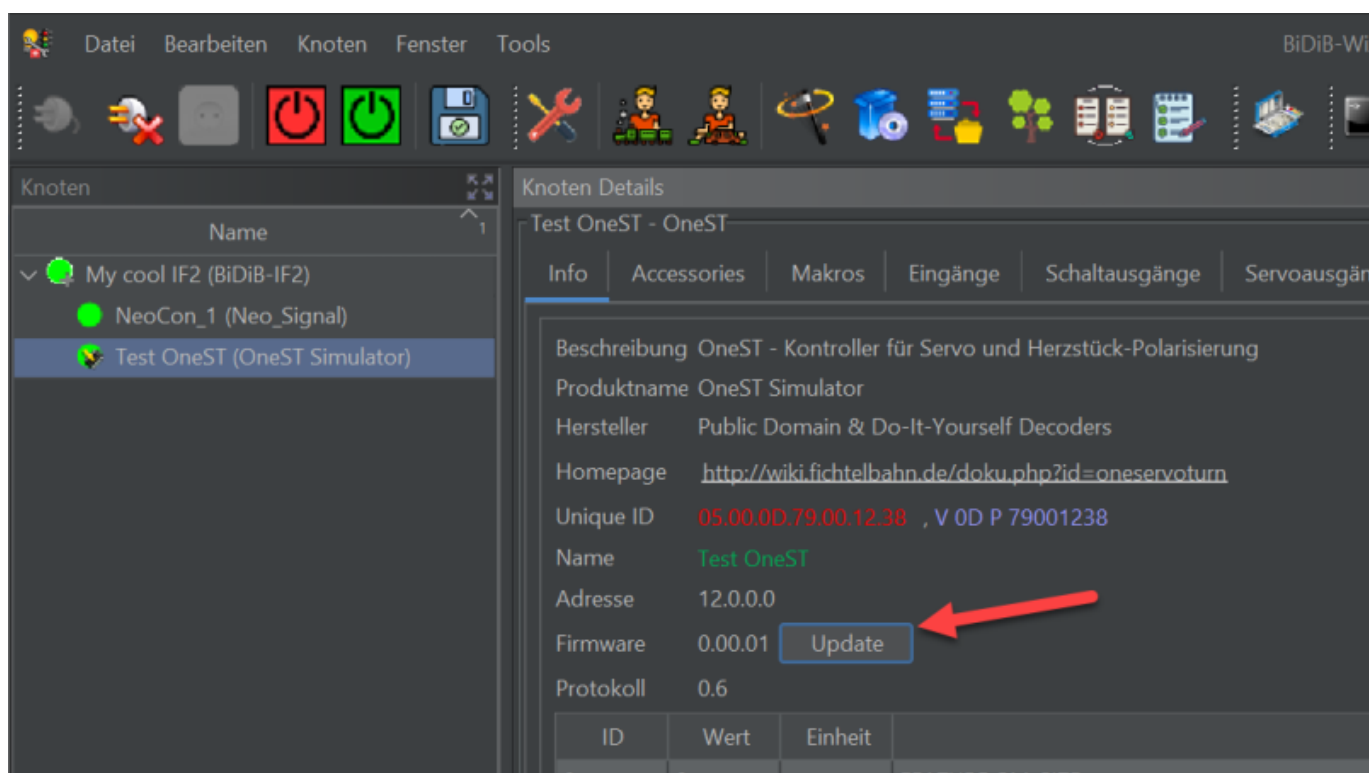 Datei Bearbeiten Knoten Fenster Tools
BiDiB-Wi
Knoten
Name
1
My cool IF2 (BiDiB-IF2)
NeoCon_1 (Neo_Signal)
Test OneST (OneST Simulator)
Knoten Details
Test OneST - OneST
Info Accessories Makros Eingänge Schaltausgänge Servoausgän
Beschreibung OneST - Kontroller für Servo und Herzstück-Polarisierung
Produktname OneST Simulator
Hersteller Public Domain & Do-It-Yourself Decoders
Homepage http://wiki.fichtelbahn.de/doku.php?id=oneservoturn
Unique ID 05.00.0D.79.00.12.38 , V 0D P 79001238
Name Test OneST
Adresse 12.0.0.0
Firmware 0.00.01 Update
Protokoll 0.6
ID Wert Einheit